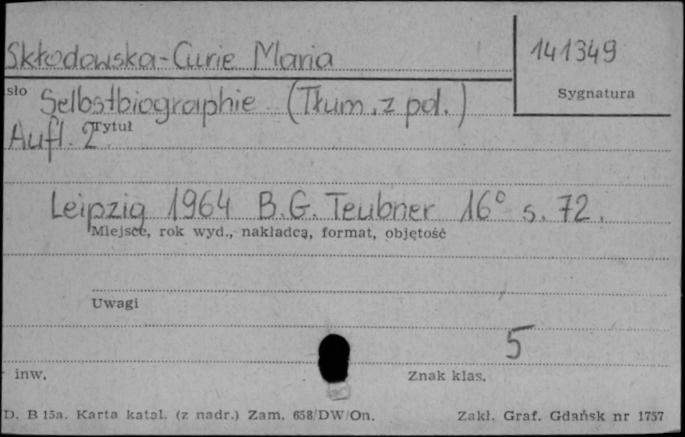 Skłodowska-Curie Maria
141349
sło
Sygnatura
Selbstbiographie (Tłum. z pol.)
Aufl. 2.
Tytuł
Leipzig 1964 B.G. Teubner 16° s. 72.
Miejsce, rok wyd., nakładca, format, objętość
Uwagi
5
inw.
Znak klas.
D. B 15a. Karta katal. (z nadr.) Zam. 658/DW/On.
Zakł. Graf. Gdańsk nr 1757